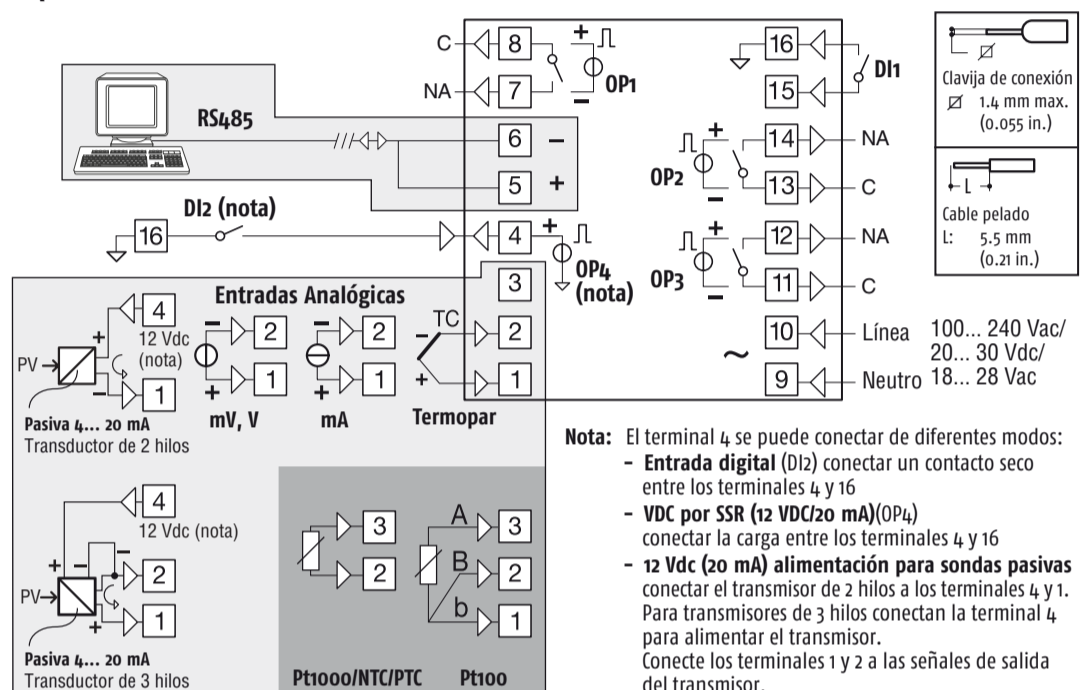 C
8
+
OP1
NA
7
−
16
DI1
15
Clavija de conexión
1.4 mm max.
(0.055 in.)
RS485
6
−
5
+
14
NA
+
OP2
−
13
C
L
Cable pelado
L: 5.5 mm
(0.21 in.)
DI2 (nota)
16
4
+
OP4
(nota)
12
NA
+
OP3
−
11
C
3
Entradas Analógicas
4
+
12 Vdc
(nota)
PV
−
1
Pasiva 4... 20 mA
Transductor de 2 hilos
−
2
+
1
mV, V
−
2
+
1
mA
TC
−
2
+
1
Termopar
~
10
Línea
9
Neutro
100... 240 Vac/
20... 30 Vdc/
18... 28 Vac
4
12 Vdc (nota)
+
−
−
2
PV
+
1
Pasiva 4... 20 mA
Transductor de 3 hilos
3
2
Pt1000/NTC/PTC
A
3
B
2
b
1
Pt100
Nota: El terminal 4 se puede conectar de diferentes modos:
– Entrada digital (DI2) conectar un contacto seco
entre los terminales 4 y 16
– VDC por SSR (12 VDC/20 mA)(OP4)
conectar la carga entre los terminales 4 y 16
– 12 Vdc (20 mA) alimentación para sondas pasivas
conectar el transmisor de 2 hilos a los terminales 4 y 1.
Para transmisores de 3 hilos conectan la terminal 4
para alimentar el transmisor.
Conecte los terminales 1 y 2 a las señales de salida
del transmisor.